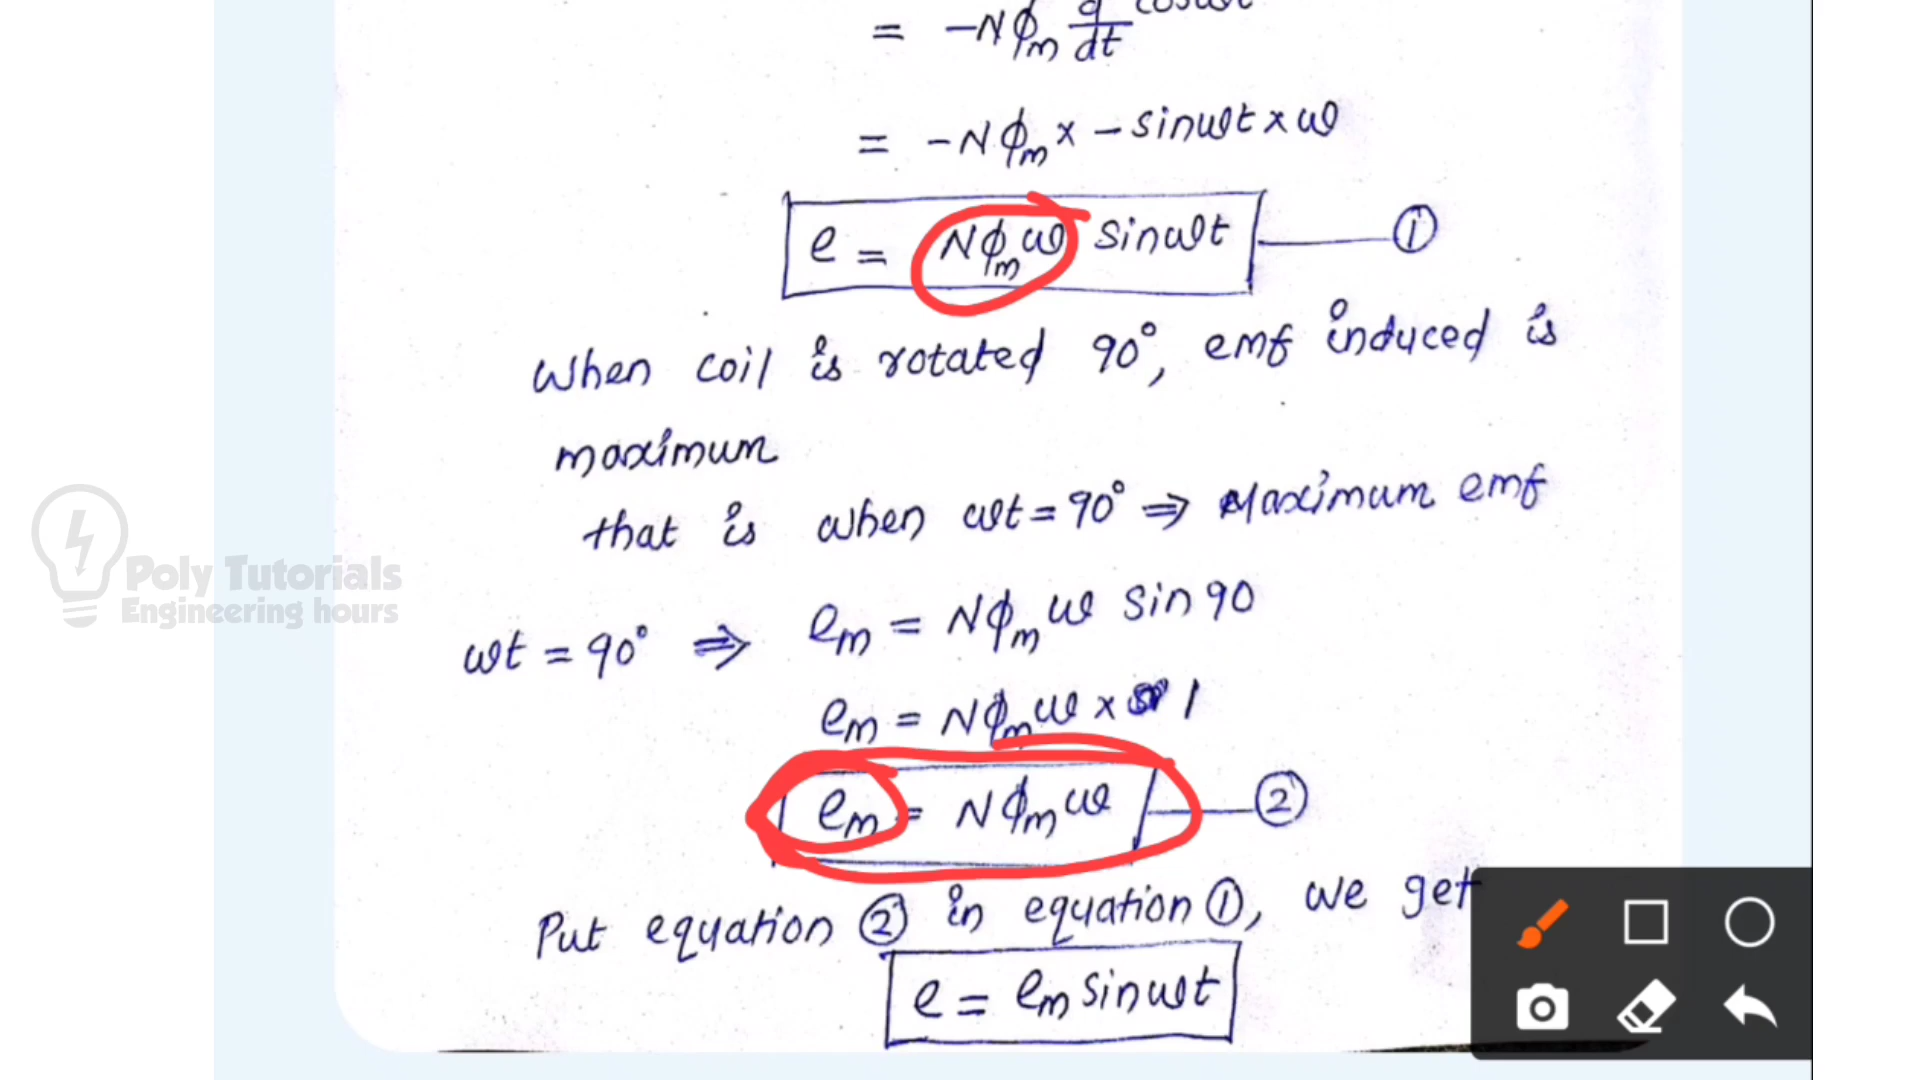 = -Nϕm d/dt cosωt
= -Nϕm × - sinωt × ω
e = Nϕmω sinωt ——— ①
When coil is rotated 90°, emf induced is
maximum
that is when ωt = 90° ⇒ Maximum emf
ωt = 90° ⇒ em = Nϕmω sin 90
em = Nϕmω × 1
em = Nϕmω ——— ②
Put equation ② in equation ①, we get
e = em sinωt
Poly Tutorials
Engineering hours